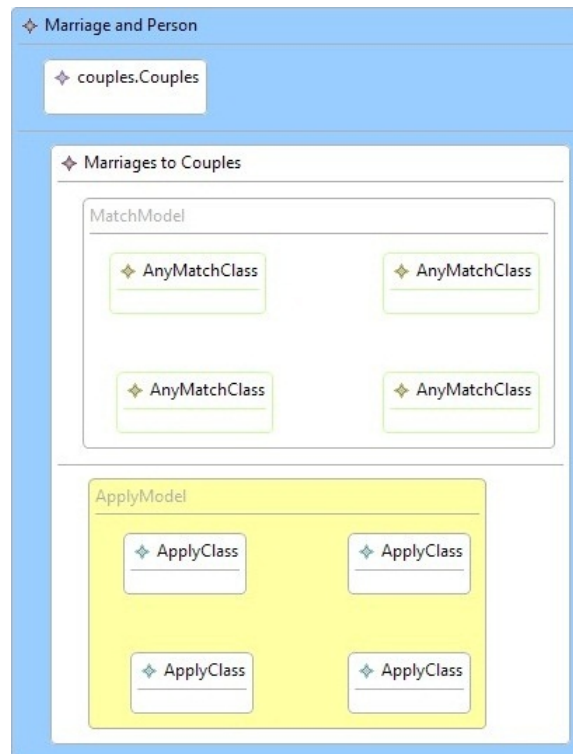 Marriage and Person
couples.Couples
Marriages to Couples
MatchModel
AnyMatchClass AnyMatchClass
AnyMatchClass AnyMatchClass
ApplyModel
ApplyClass ApplyClass
ApplyClass ApplyClass